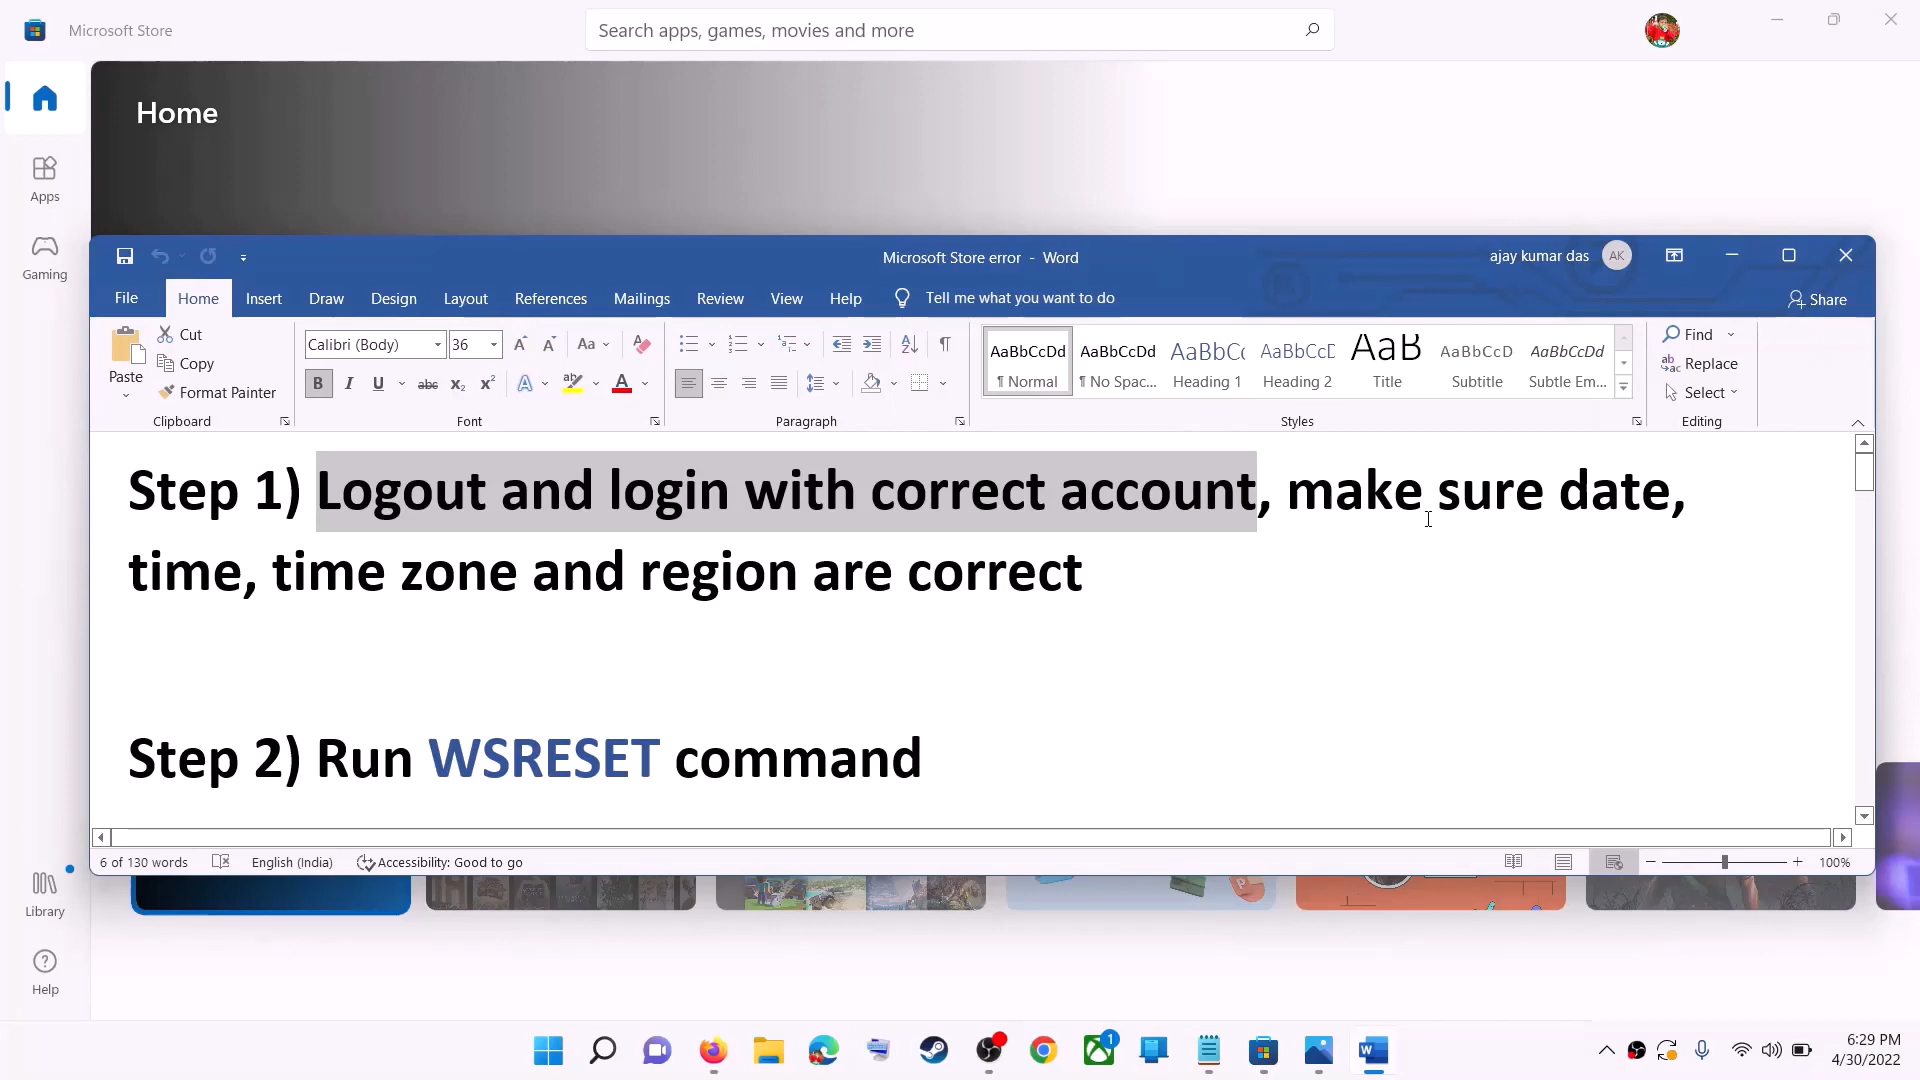 Microsoft Store
Search apps, games, movies and more
Home
Apps
Gaming
Library
Help
Microsoft Store error - Word
ajay kumar das AK
File Home Insert Draw Design Layout References Mailings Review View Help Tell me what you want to do Share
Paste Cut
Copy
Format Painter
Clipboard
Calibri (Body) 36
Font
Paragraph
AaBbCcDd AaBbCcDd AaBbCc AaBbCcD AaB AaBbCcD AaBbCcDd
¶ Normal ¶ No Spac... Heading 1 Heading 2 Title Subtitle Subtle Em...
Styles
Find
Replace
Select
Editing
Step 1) Logout and login with correct account, make sure date,
time, time zone and region are correct
Step 2) Run WSRESET command
6 of 130 words English (India) Accessibility: Good to go 100%
1
6:29 PM
4/30/2022